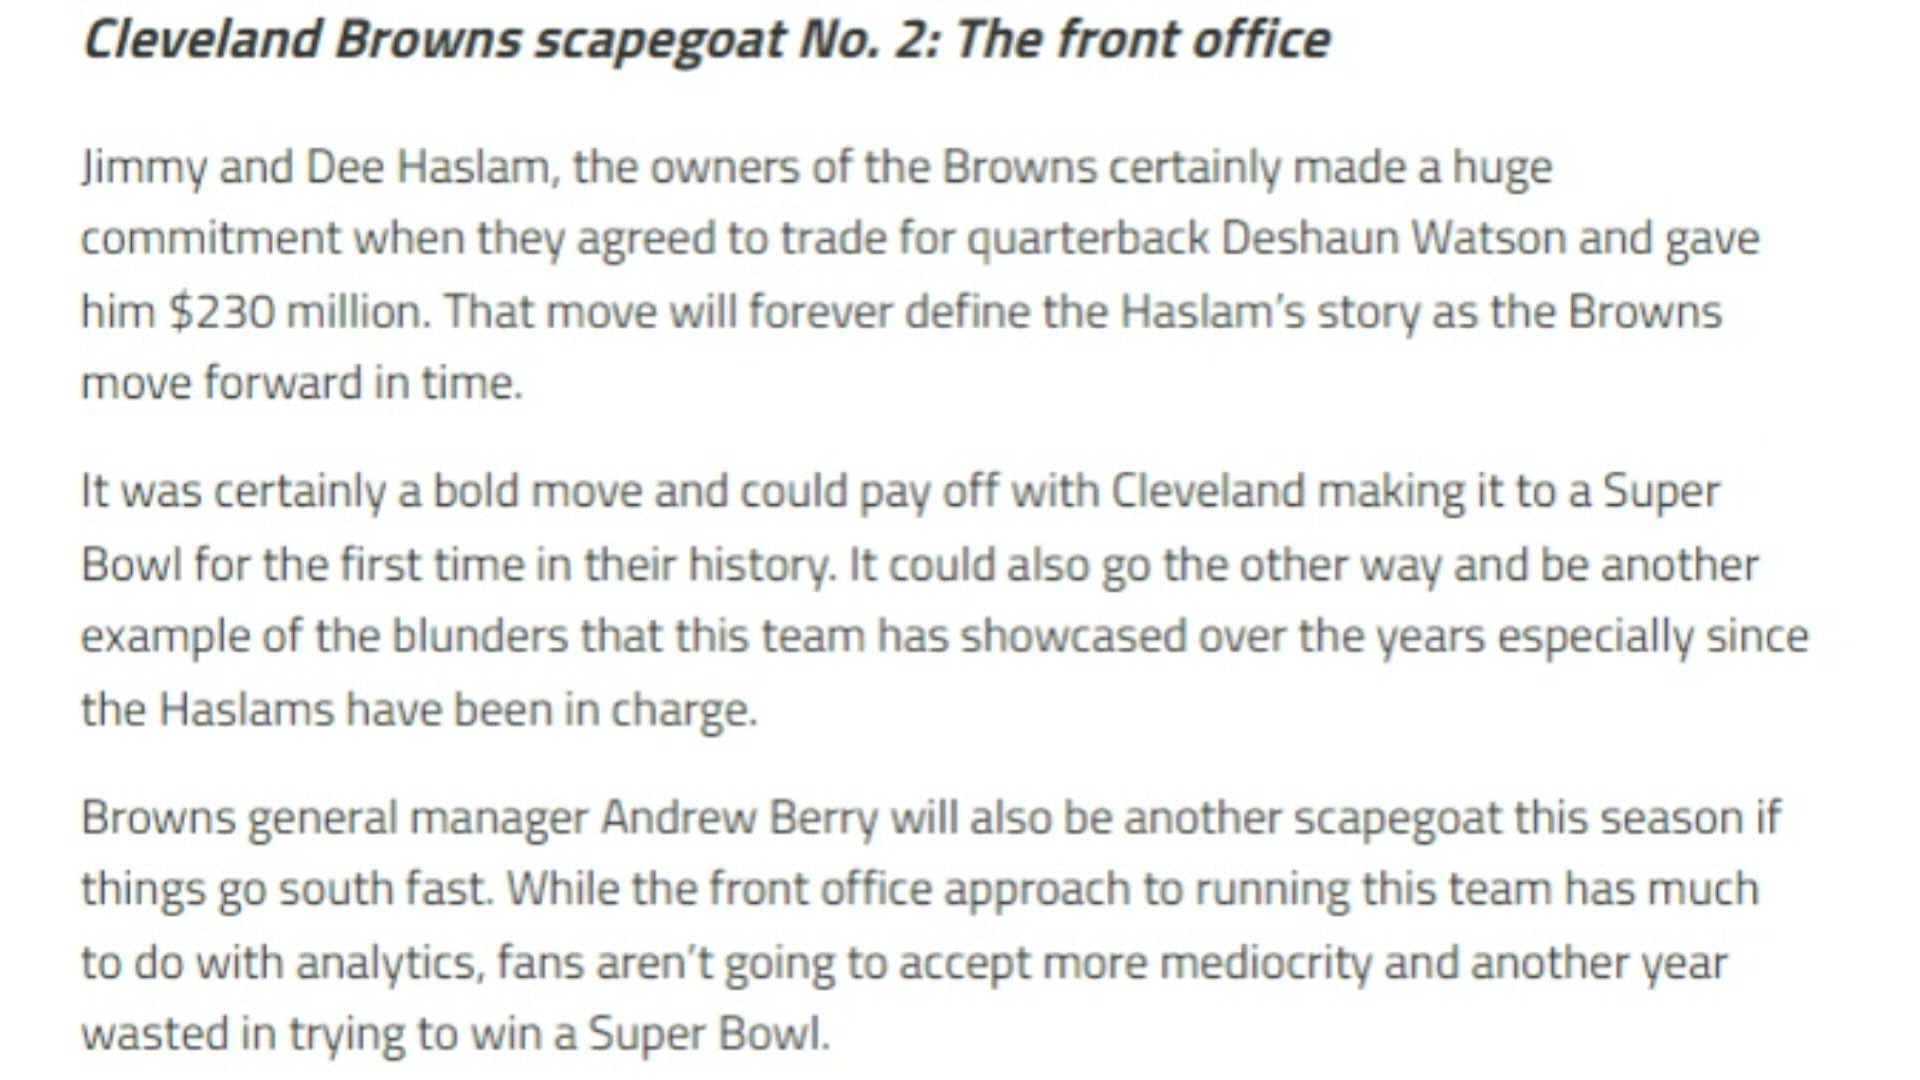 Cleveland Browns scapegoat No. 2: The front office
Jimmy and Dee Haslam, the owners of the Browns certainly made a huge
commitment when they agreed to trade for quarterback Deshaun Watson and gave
him $230 million. That move will forever define the Haslam’s story as the Browns
move forward in time.
It was certainly a bold move and could pay off with Cleveland making it to a Super
Bowl for the first time in their history. It could also go the other way and be another
example of the blunders that this team has showcased over the years especially since
the Haslams have been in charge.
Browns general manager Andrew Berry will also be another scapegoat this season if
things go south fast. While the front office approach to running this team has much
to do with analytics, fans aren’t going to accept more mediocrity and another year
wasted in trying to win a Super Bowl.